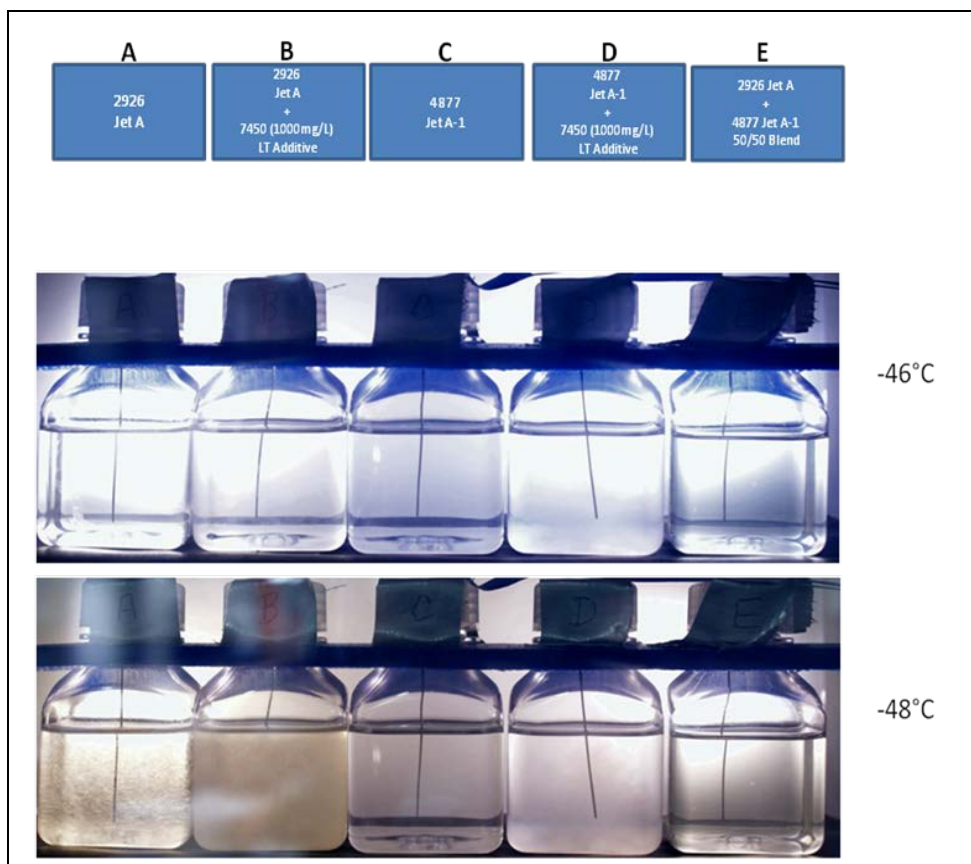 A
B
C
D
E
2926
Jet A
2926
Jet A
+
7450 (1000mg/L)
LT Additive
4877
Jet A-1
4877
Jet A-1
+
7450 (1000mg/L)
LT Additive
2926 Jet A
+
4877 Jet A-1
50/50 Blend
A
B
C
D
E
-46°C
A
B
C
D
E
-48°C